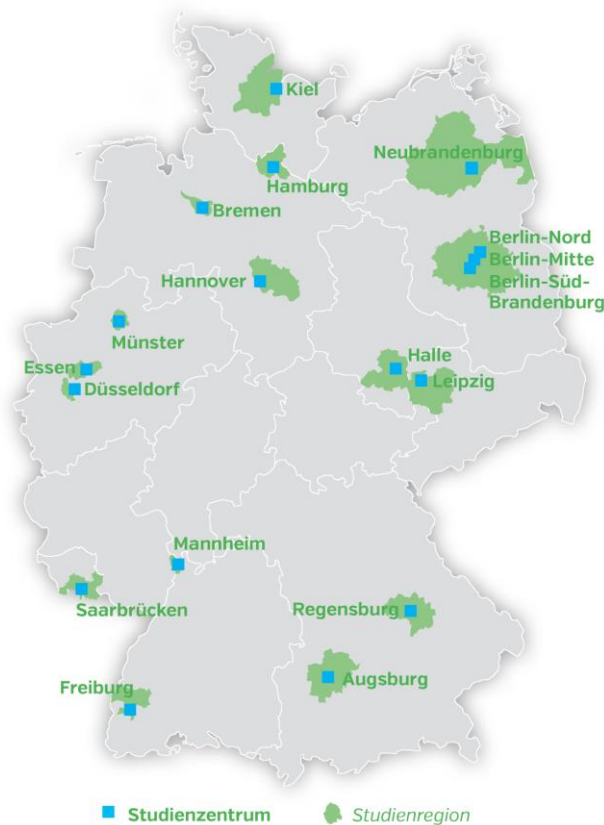 Kiel
Neubrandenburg
Hamburg
Bremen
Berlin-Nord
Berlin-Mitte
Berlin-Süd-
Brandenburg
Hannover
Münster
Essen
Düsseldorf
Halle
Leipzig
Mannheim
Saarbrücken
Regensburg
Augsburg
Freiburg
Studienzentrum
Studienregion